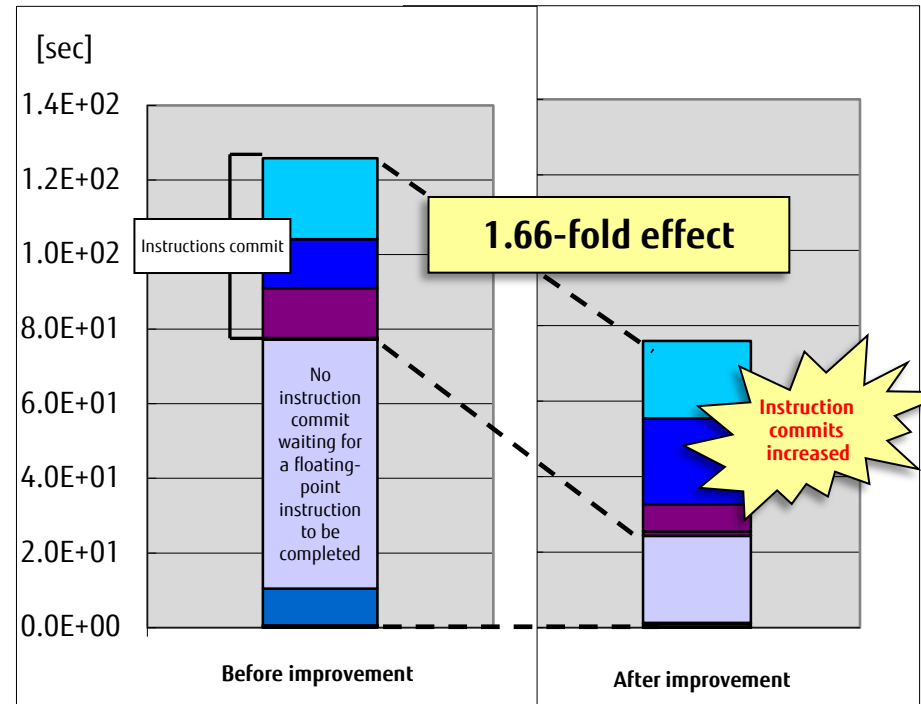 [sec]
1.4E+02
1.2E+02
1.0E+02
8.0E+01
6.0E+01
4.0E+01
2.0E+01
0.0E+00
Instructions commit
No
instruction
commit
waiting for
a floating-
point
instruction
to be
completed
1.66-fold effect
Instruction
commits
increased
Before improvement
After improvement